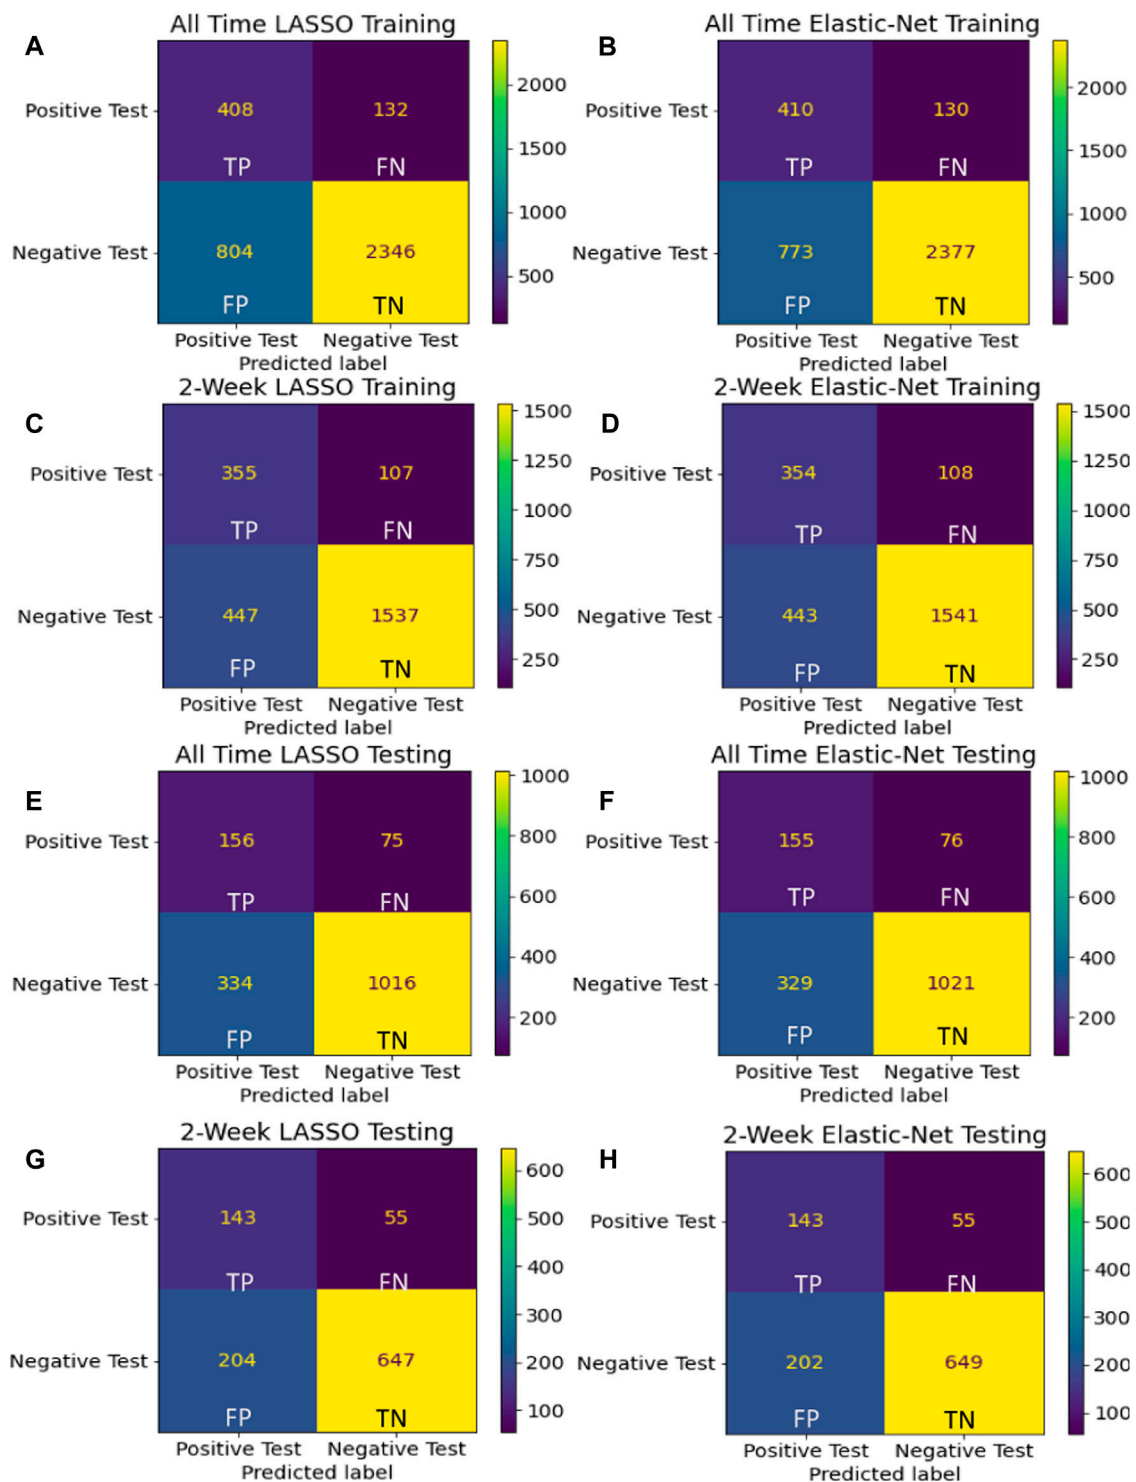 All Time LASSO Training
A
2000
1500
1000
500
Positive Test
408
132
TP
FN
Negative Test
804
2346
FP
TN
Positive Test
Negative Test
Predicted label
All Time Elastic-Net Training
B
2000
1500
1000
500
Positive Test
410
130
TP
FN
Negative Test
773
2377
FP
TN
Positive Test
Negative Test
Predicted label
2-Week LASSO Training
C
1500
1250
1000
750
500
250
Positive Test
355
107
TP
FN
Negative Test
447
1537
FP
TN
Positive Test
Negative Test
Predicted label
2-Week Elastic-Net Training
D
1500
1250
1000
750
500
250
Positive Test
354
108
TP
FN
Negative Test
443
1541
FP
TN
Positive Test
Negative Test
Predicted label
All Time LASSO Testing
E
1000
800
600
400
200
Positive Test
156
75
TP
FN
Negative Test
334
1016
FP
TN
Positive Test
Negative Test
Predicted label
All Time Elastic-Net Testing
F
1000
800
600
400
200
Positive Test
155
76
TP
FN
Negative Test
329
1021
FP
TN
Positive Test
Negative Test
Predicted label
2-Week LASSO Testing
G
600
500
400
300
200
100
Positive Test
143
55
TP
FN
Negative Test
204
647
FP
TN
Positive Test
Negative Test
Predicted label
2-Week Elastic-Net Testing
H
600
500
400
300
200
100
Positive Test
143
55
TP
FN
Negative Test
202
649
FP
TN
Positive Test
Negative Test
Predicted label